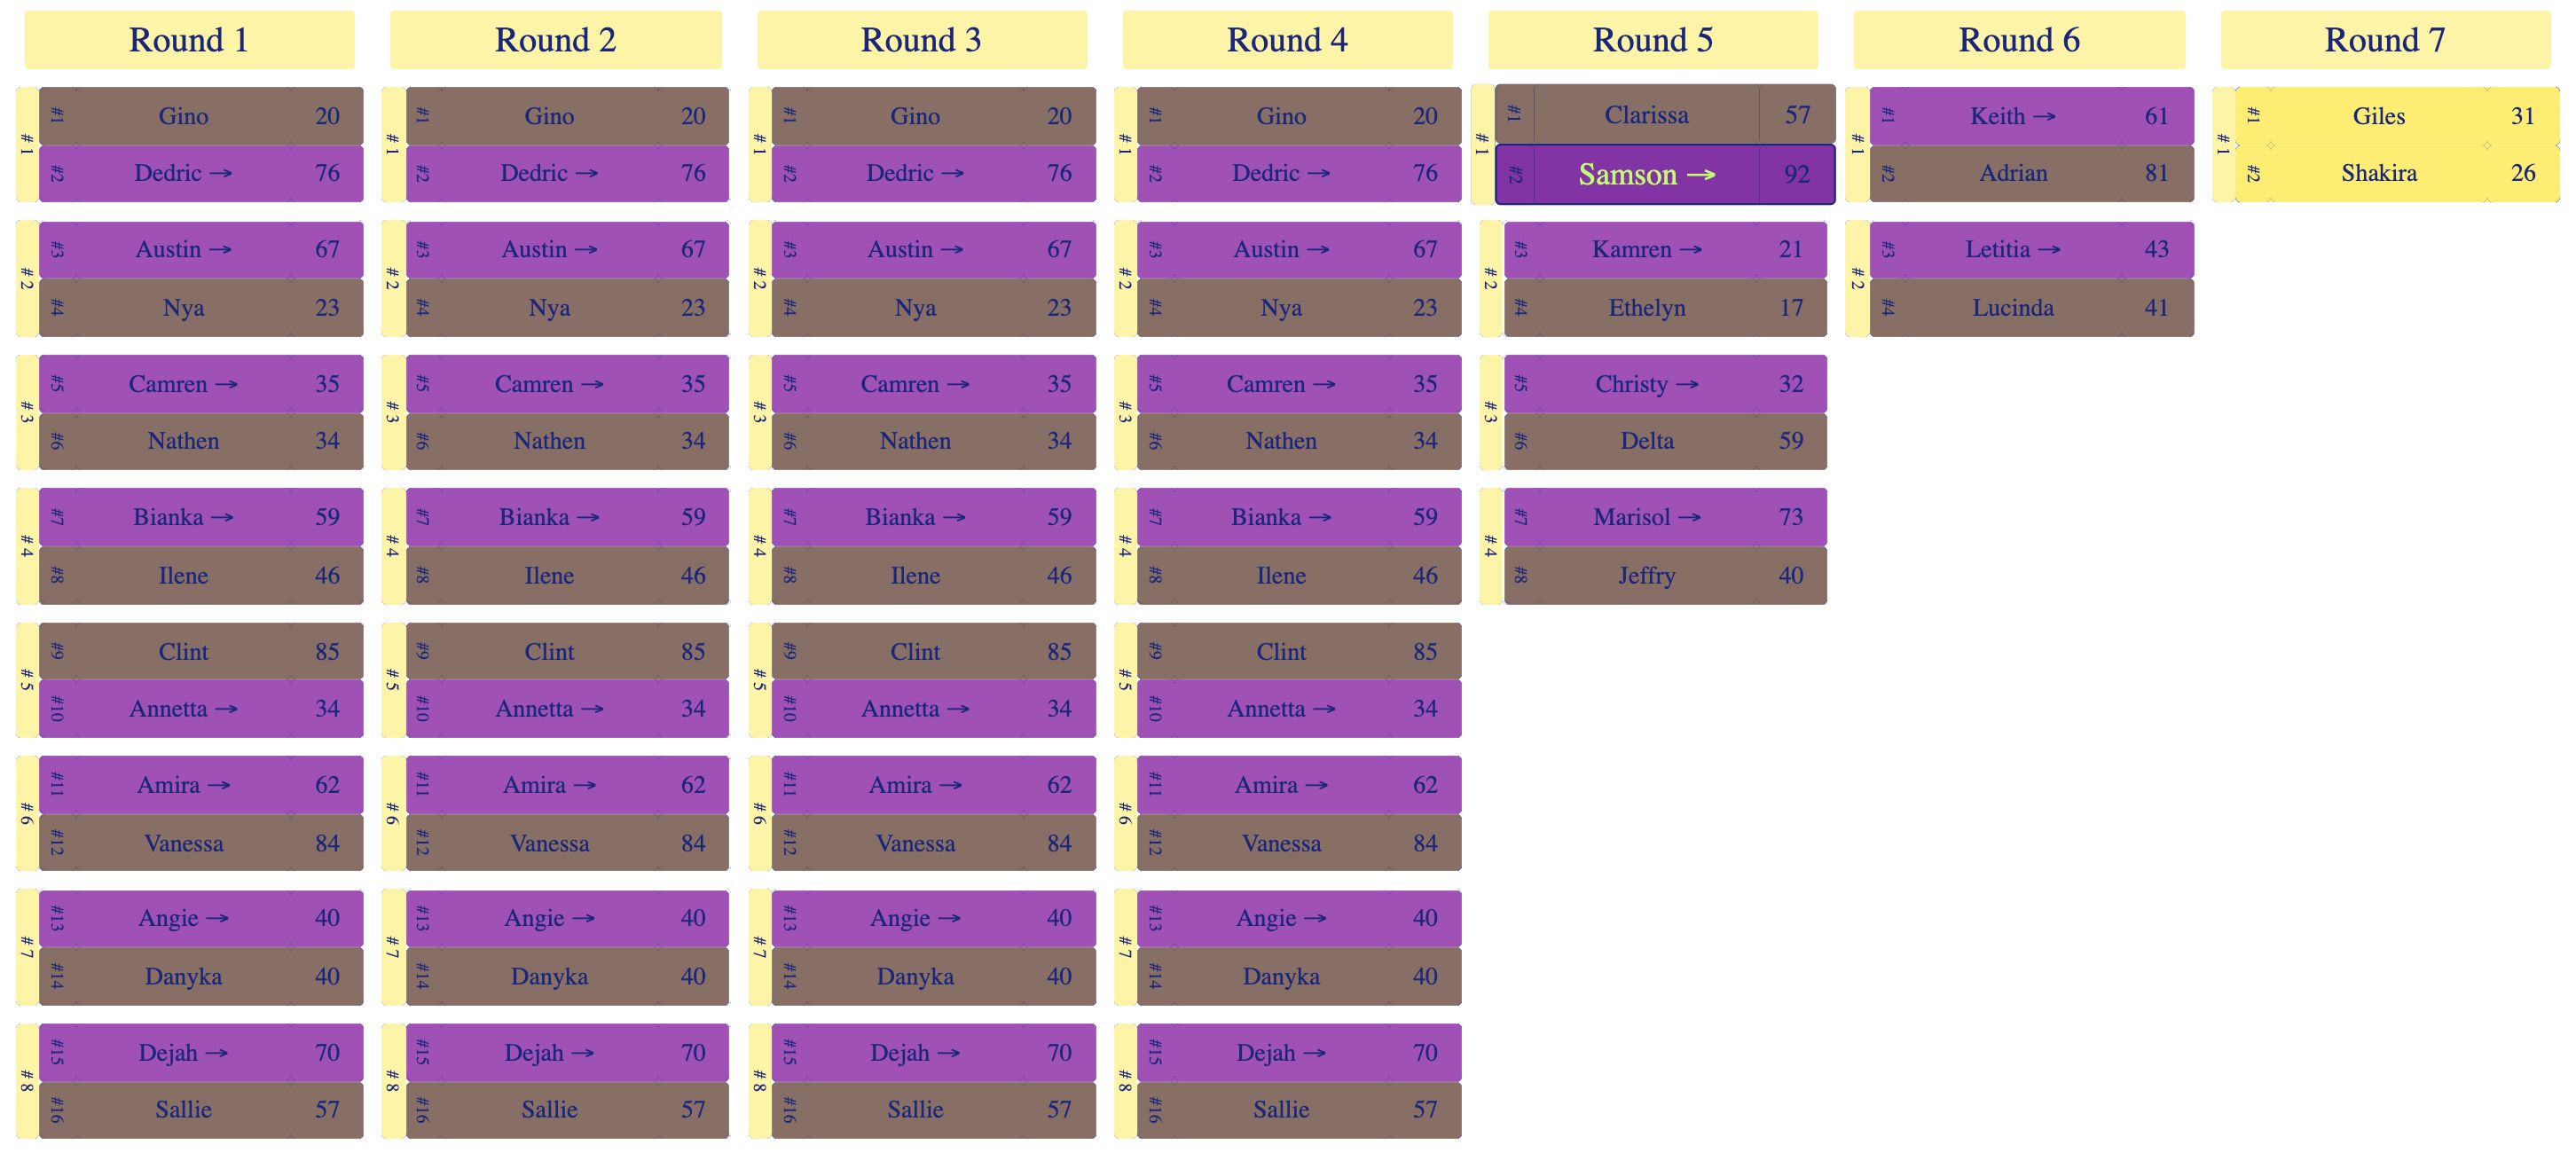 Round 1 Round 2 Round 3 Round 4 Round 5 Round 6 Round 7
# 1
#1 Gino 20
#2 Dedric → 76
# 2
#3 Austin → 67
#4 Nya 23
# 3
#5 Camren → 35
#6 Nathen 34
# 4
#7 Bianka → 59
#8 Ilene 46
# 5
#9 Clint 85
#10 Annetta → 34
# 6
#11 Amira → 62
#12 Vanessa 84
# 7
#13 Angie → 40
#14 Danyka 40
# 8
#15 Dejah → 70
#16 Sallie 57
# 1
#1 Gino 20
#2 Dedric → 76
# 2
#3 Austin → 67
#4 Nya 23
# 3
#5 Camren → 35
#6 Nathen 34
# 4
#7 Bianka → 59
#8 Ilene 46
# 5
#9 Clint 85
#10 Annetta → 34
# 6
#11 Amira → 62
#12 Vanessa 84
# 7
#13 Angie → 40
#14 Danyka 40
# 8
#15 Dejah → 70
#16 Sallie 57
# 1
#1 Gino 20
#2 Dedric → 76
# 2
#3 Austin → 67
#4 Nya 23
# 3
#5 Camren → 35
#6 Nathen 34
# 4
#7 Bianka → 59
#8 Ilene 46
# 5
#9 Clint 85
#10 Annetta → 34
# 6
#11 Amira → 62
#12 Vanessa 84
# 7
#13 Angie → 40
#14 Danyka 40
# 8
#15 Dejah → 70
#16 Sallie 57
# 1
#1 Gino 20
#2 Dedric → 76
# 2
#3 Austin → 67
#4 Nya 23
# 3
#5 Camren → 35
#6 Nathen 34
# 4
#7 Bianka → 59
#8 Ilene 46
# 5
#9 Clint 85
#10 Annetta → 34
# 6
#11 Amira → 62
#12 Vanessa 84
# 7
#13 Angie → 40
#14 Danyka 40
# 8
#15 Dejah → 70
#16 Sallie 57
# 1
#1 Clarissa 57
#2 Samson → 92
# 2
#3 Kamren → 21
#4 Ethelyn 17
# 3
#5 Christy → 32
#6 Delta 59
# 4
#7 Marisol → 73
#8 Jeffry 40
# 1
#1 Keith → 61
#2 Adrian 81
# 2
#3 Letitia → 43
#4 Lucinda 41
# 1
#1 Giles 31
#2 Shakira 26